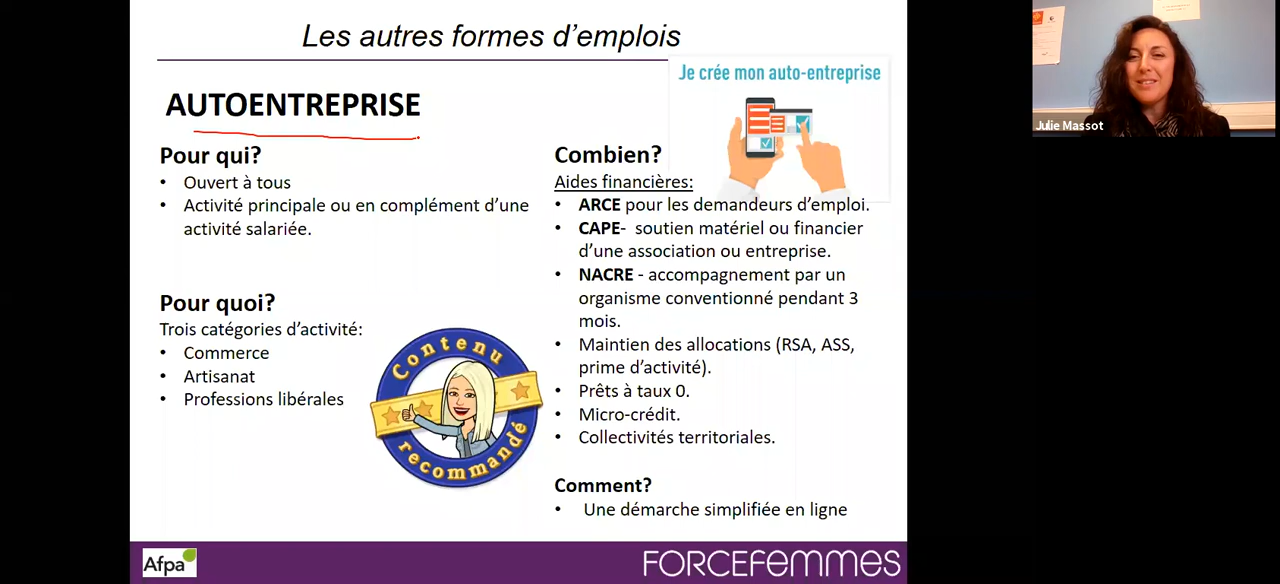 Les autres formes d'emplois
Je crée mon auto-entreprise
AUTOENTREPRISE
Pour qui?
• Ouvert à tous
• Activité principale ou en complément d'une
activité salariée.
Pour quoi?
Trois catégories d'activité:
• Commerce
• Artisanat
• Professions libérales
Contenu
recommandé
Combien?
Aides financières:
• ARCE pour les demandeurs d'emploi.
• CAPE- soutien matériel ou financier
d'une association ou entreprise.
• NACRE - accompagnement par un
organisme conventionné pendant 3
mois.
• Maintien des allocations (RSA, ASS,
prime d'activité).
• Prêts à taux 0.
• Micro-crédit.
• Collectivités territoriales.
Comment?
• Une démarche simplifiée en ligne
Afpa
FORCEFEMMES
Julie Massot